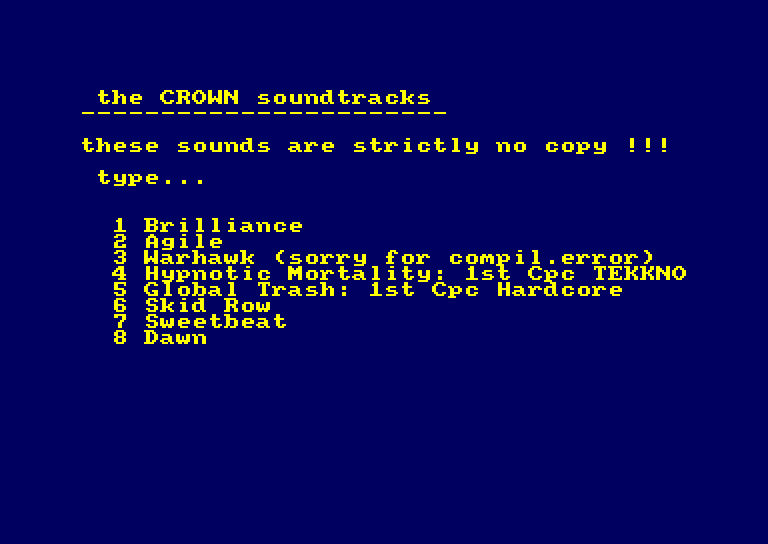 the CROWN soundtracks
-----------------------
these sounds are strictly no copy !!!
type...
1 Brilliance
2 Agile
3 Warhawk (sorry for compil.error)
4 Hypnotic Mortality: 1st Cpc TEKKNO
5 Global Trash: 1st Cpc Hardcore
6 Skid Row
7 Sweetbeat
8 Dawn